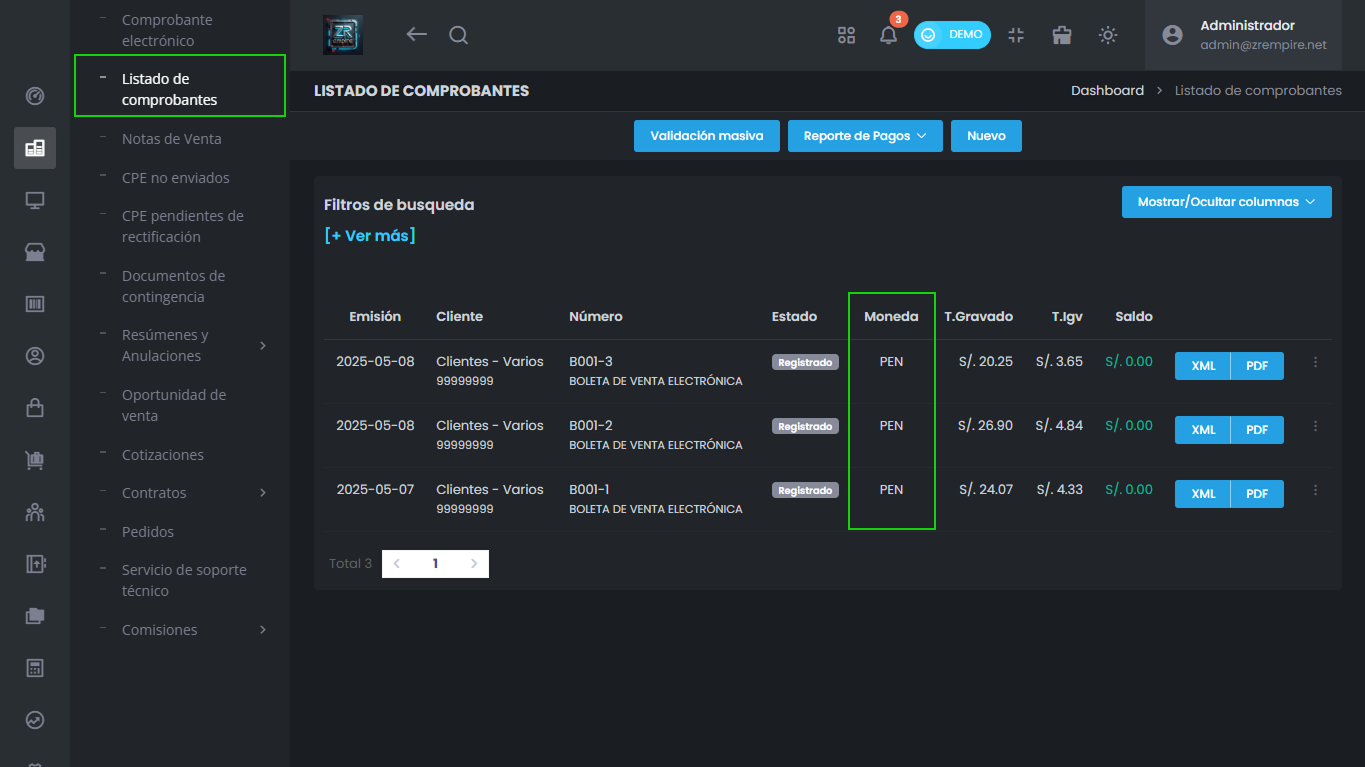 Comprobante
electrónico
Listado de
comprobantes
Notas de Venta
CPE no enviados
CPE pendientes de
rectificación
Documentos de
contingencia
Resúmenes y
Anulaciones
Oportunidad de
venta
Cotizaciones
Contratos
Pedidos
Servicio de soporte
técnico
Comisiones
ZR
empire
3
DEMO
Administrador
admin@zrempire.net
LISTADO DE COMPROBANTES
Dashboard > Listado de comprobantes
Validación masiva Reporte de Pagos Nuevo
Filtros de busqueda
Mostrar/Ocultar columnas
[+ Ver más]
Emisión Cliente Número Estado Moneda T.Gravado T.Igv Saldo
2025-05-08 Clientes - Varios B001-3 Registrado PEN S/. 20.25 S/. 3.65 S/. 0.00 XML PDF
99999999 BOLETA DE VENTA ELECTRÓNICA
2025-05-08 Clientes - Varios B001-2 Registrado PEN S/. 26.90 S/. 4.84 S/. 0.00 XML PDF
99999999 BOLETA DE VENTA ELECTRÓNICA
2025-05-07 Clientes - Varios B001-1 Registrado PEN S/. 24.07 S/. 4.33 S/. 0.00 XML PDF
99999999 BOLETA DE VENTA ELECTRÓNICA
Total 3 < 1 >